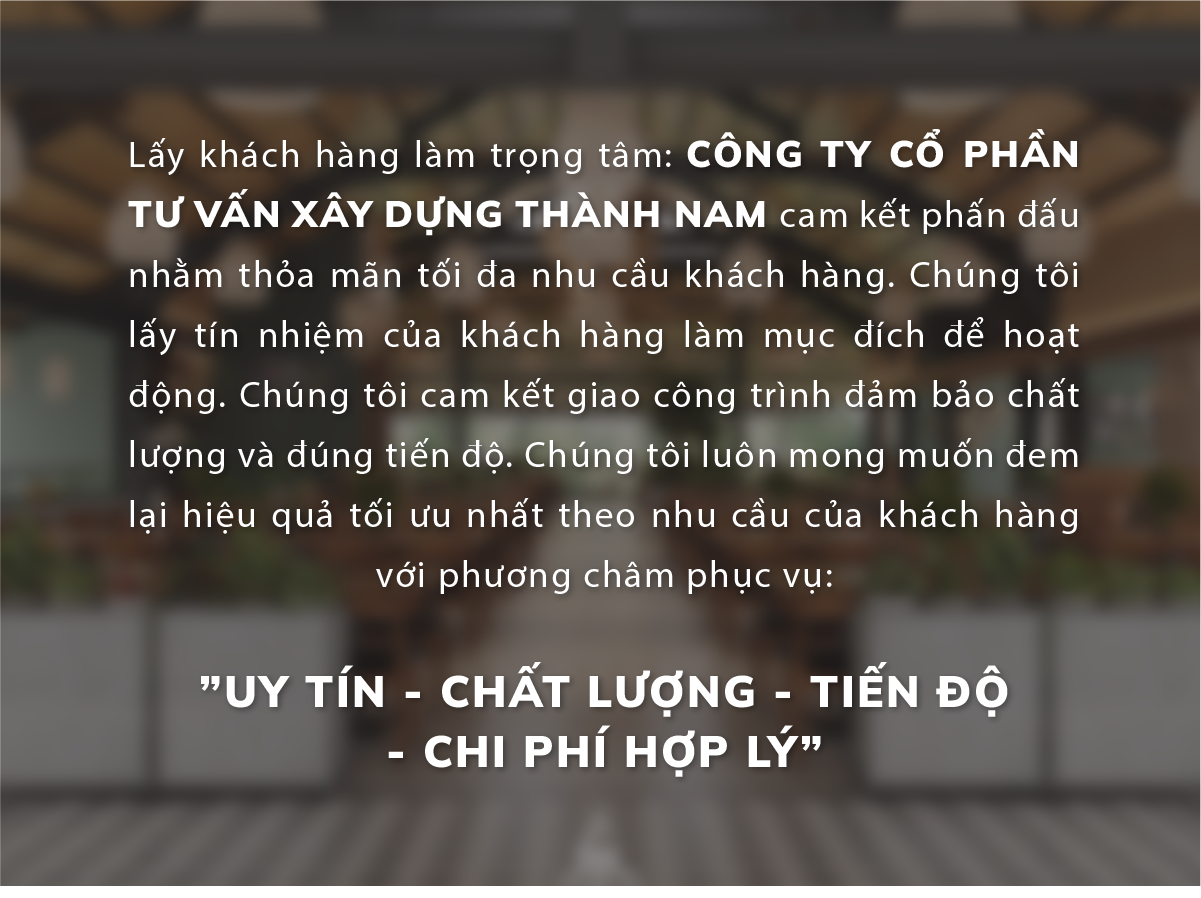 Lấy khách hàng làm trọng tâm: CÔNG TY CỔ PHẦN
TƯ VẤN XÂY DỰNG THÀNH NAM cam kết phấn đấu
nhằm thỏa mãn tối đa nhu cầu khách hàng. Chúng tôi
lấy tín nhiệm của khách hàng làm mục đích để hoạt
động. Chúng tôi cam kết giao công trình đảm bảo chất
lượng và đúng tiến độ. Chúng tôi luôn mong muốn đem
lại hiệu quả tối ưu nhất theo nhu cầu của khách hàng
với phương châm phục vụ:
”UY TÍN - CHẤT LƯỢNG - TIẾN ĐỘ
- CHI PHÍ HỢP LÝ”